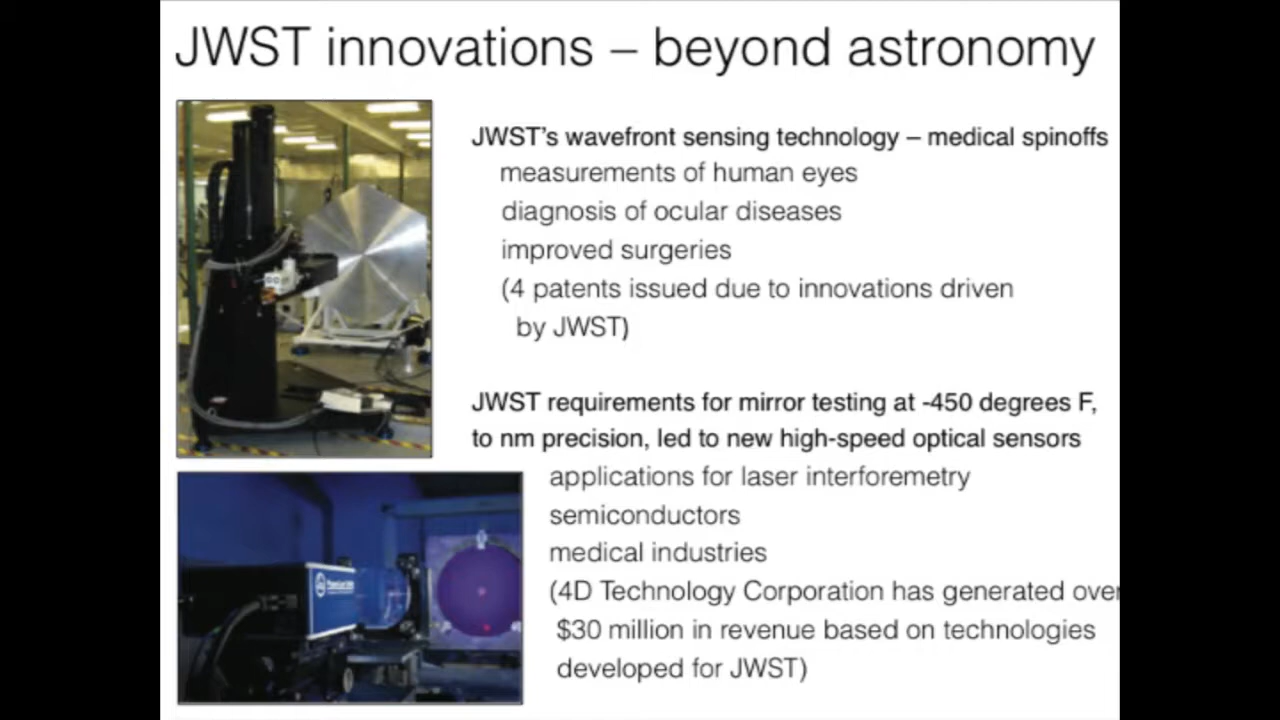 JWST innovations – beyond astronomy
JWST's wavefront sensing technology – medical spinoffs
measurements of human eyes
diagnosis of ocular diseases
improved surgeries
(4 patents issued due to innovations driven
by JWST)
JWST requirements for mirror testing at -450 degrees F,
to nm precision, led to new high-speed optical sensors
applications for laser interforemetry
semiconductors
medical industries
(4D Technology Corporation has generated over
$30 million in revenue based on technologies
developed for JWST)